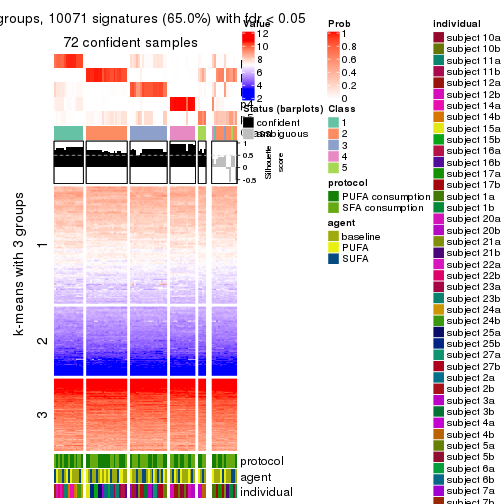 groups, 10071 signatures (65.0%) with fdr < 0.05
72 confident samples
k-means with 3 groups
1
2
3
protocol
agent
individual
Value
12
10
8
6
4
2
Status (barplots)
confident
ambiguous
1
0.5
0
-0.5
Silhouette
score
Prob
1
0.8
0.6
0.4
0.2
0
Class
1
2
3
4
5
protocol
PUFA consumption
SFA consumption
agent
baseline
PUFA
SUFA
individual
subject 10a
subject 10b
subject 11a
subject 11b
subject 12a
subject 12b
subject 14a
subject 14b
subject 15a
subject 15b
subject 16a
subject 16b
subject 17a
subject 17b
subject 1a
subject 1b
subject 20a
subject 20b
subject 21a
subject 21b
subject 22a
subject 22b
subject 23a
subject 23b
subject 24a
subject 24b
subject 25a
subject 25b
subject 27a
subject 27b
subject 2a
subject 2b
subject 3a
subject 3b
subject 4a
subject 4b
subject 5a
subject 5b
subject 6a
subject 6b
subject 7a
subject 7b